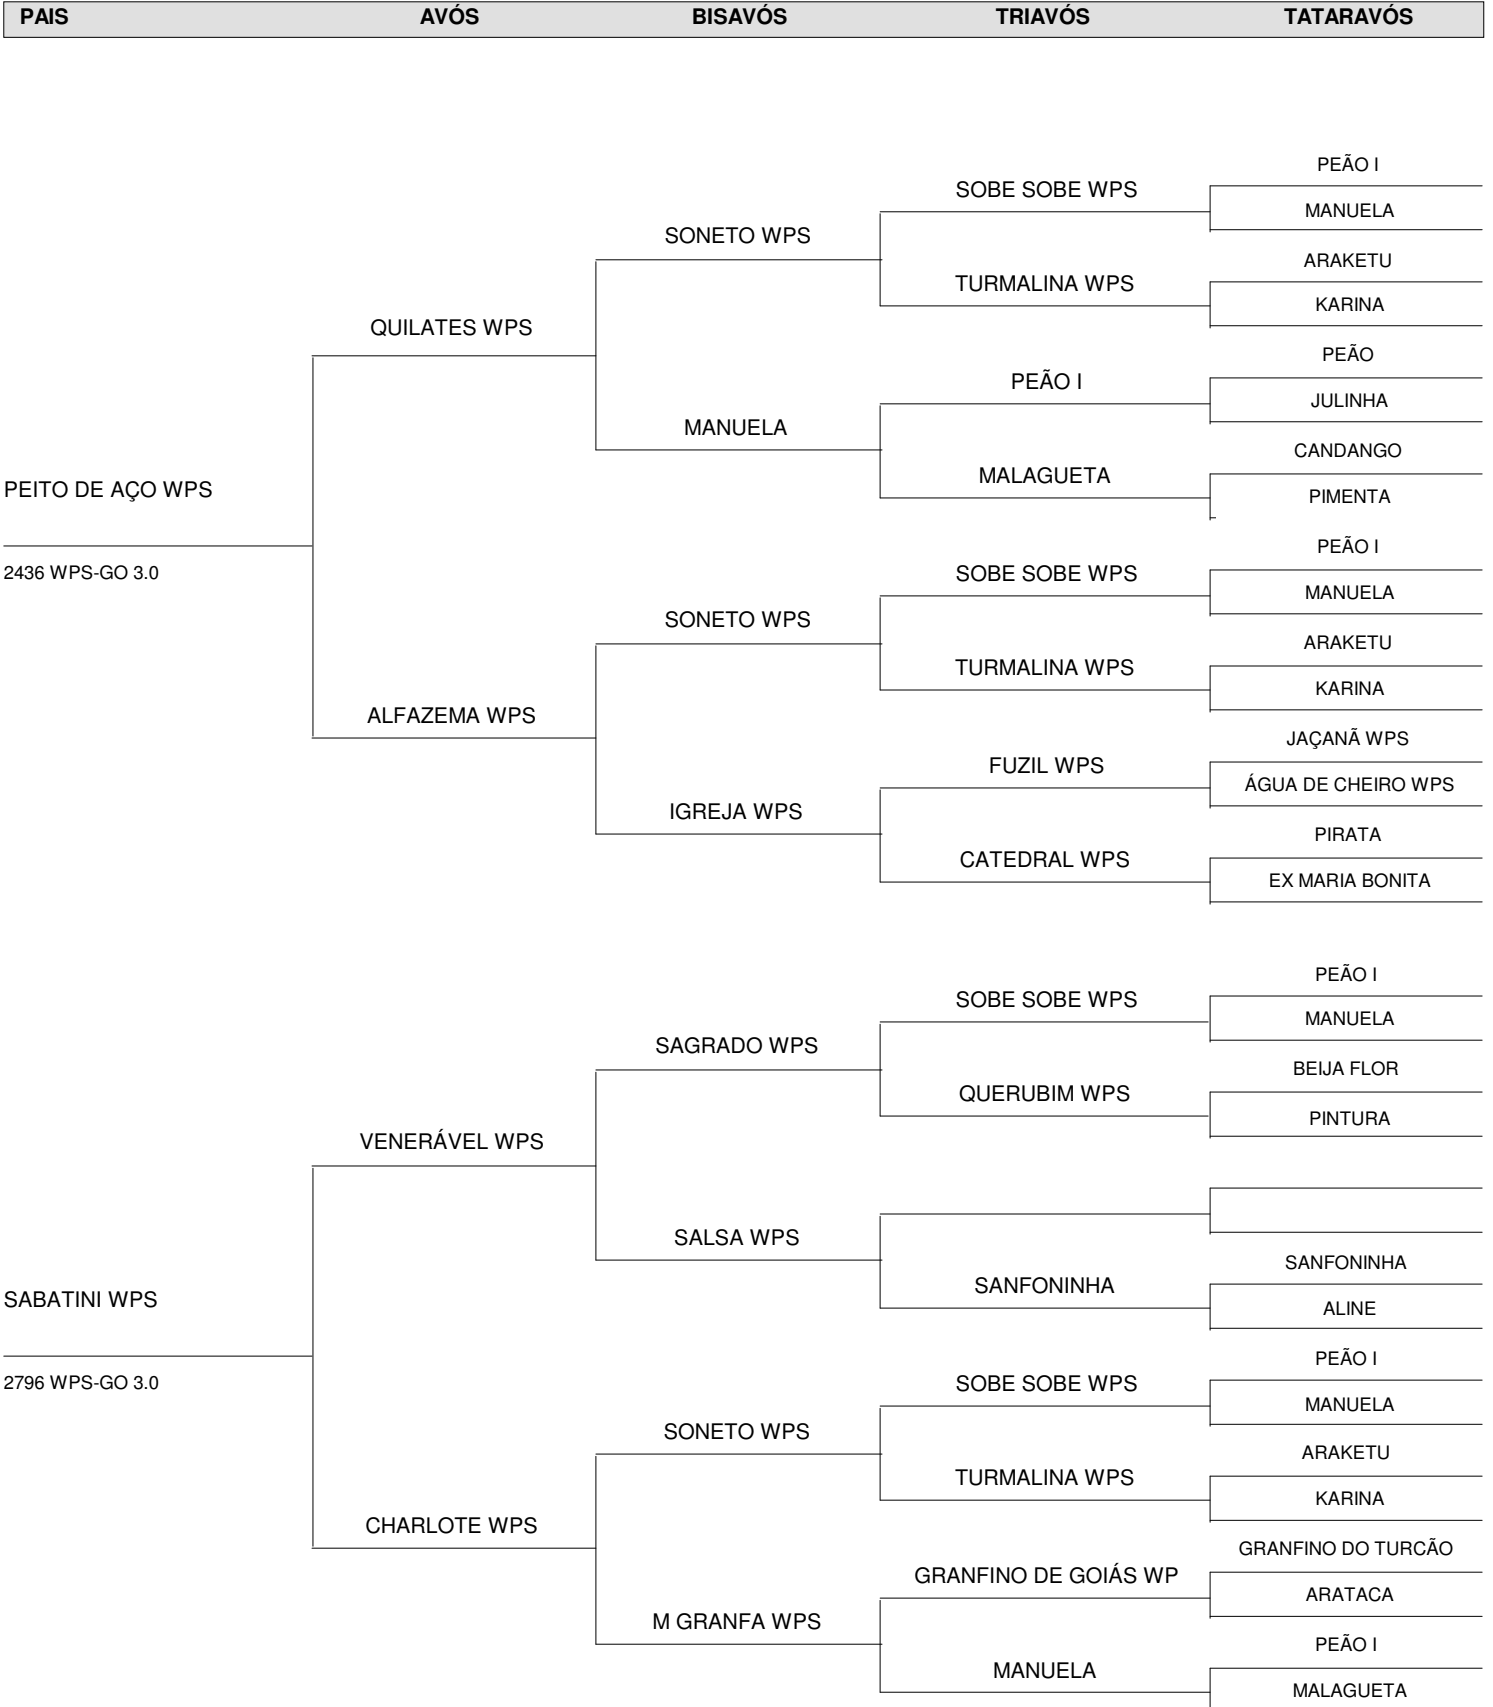 PAIS AVÓS BISAVÓS TRIAVÓS TATARAVÓS
PEÃO I
SOBE SOBE WPS
MANUELA
SONETO WPS
ARAKETU
TURMALINA WPS
KARINA
QUILATES WPS
PEÃO
PEÃO I
JULINHA
MANUELA
CANDANGO
MALAGUETA
PEITO DE AÇO WPS
PIMENTA
PEÃO I
2436 WPS-GO 3.0
SOBE SOBE WPS
MANUELA
SONETO WPS
ARAKETU
TURMALINA WPS
KARINA
ALFAZEMA WPS
JAÇANÃ WPS
FUZIL WPS
ÁGUA DE CHEIRO WPS
IGREJA WPS
PIRATA
CATEDRAL WPS
EX MARIA BONITA
PEÃO I
SOBE SOBE WPS
MANUELA
SAGRADO WPS
BEIJA FLOR
QUERUBIM WPS
PINTURA
VENERÁVEL WPS
SALSA WPS
SANFONINHA
SANFONINHA
SABATINI WPS
ALINE
PEÃO I
2796 WPS-GO 3.0
SOBE SOBE WPS
MANUELA
SONETO WPS
ARAKETU
TURMALINA WPS
KARINA
CHARLOTE WPS
GRANFINO DO TURCÃO
GRANFINO DE GOIÁS WP
ARATACA
M GRANFA WPS
PEÃO I
MANUELA
MALAGUETA